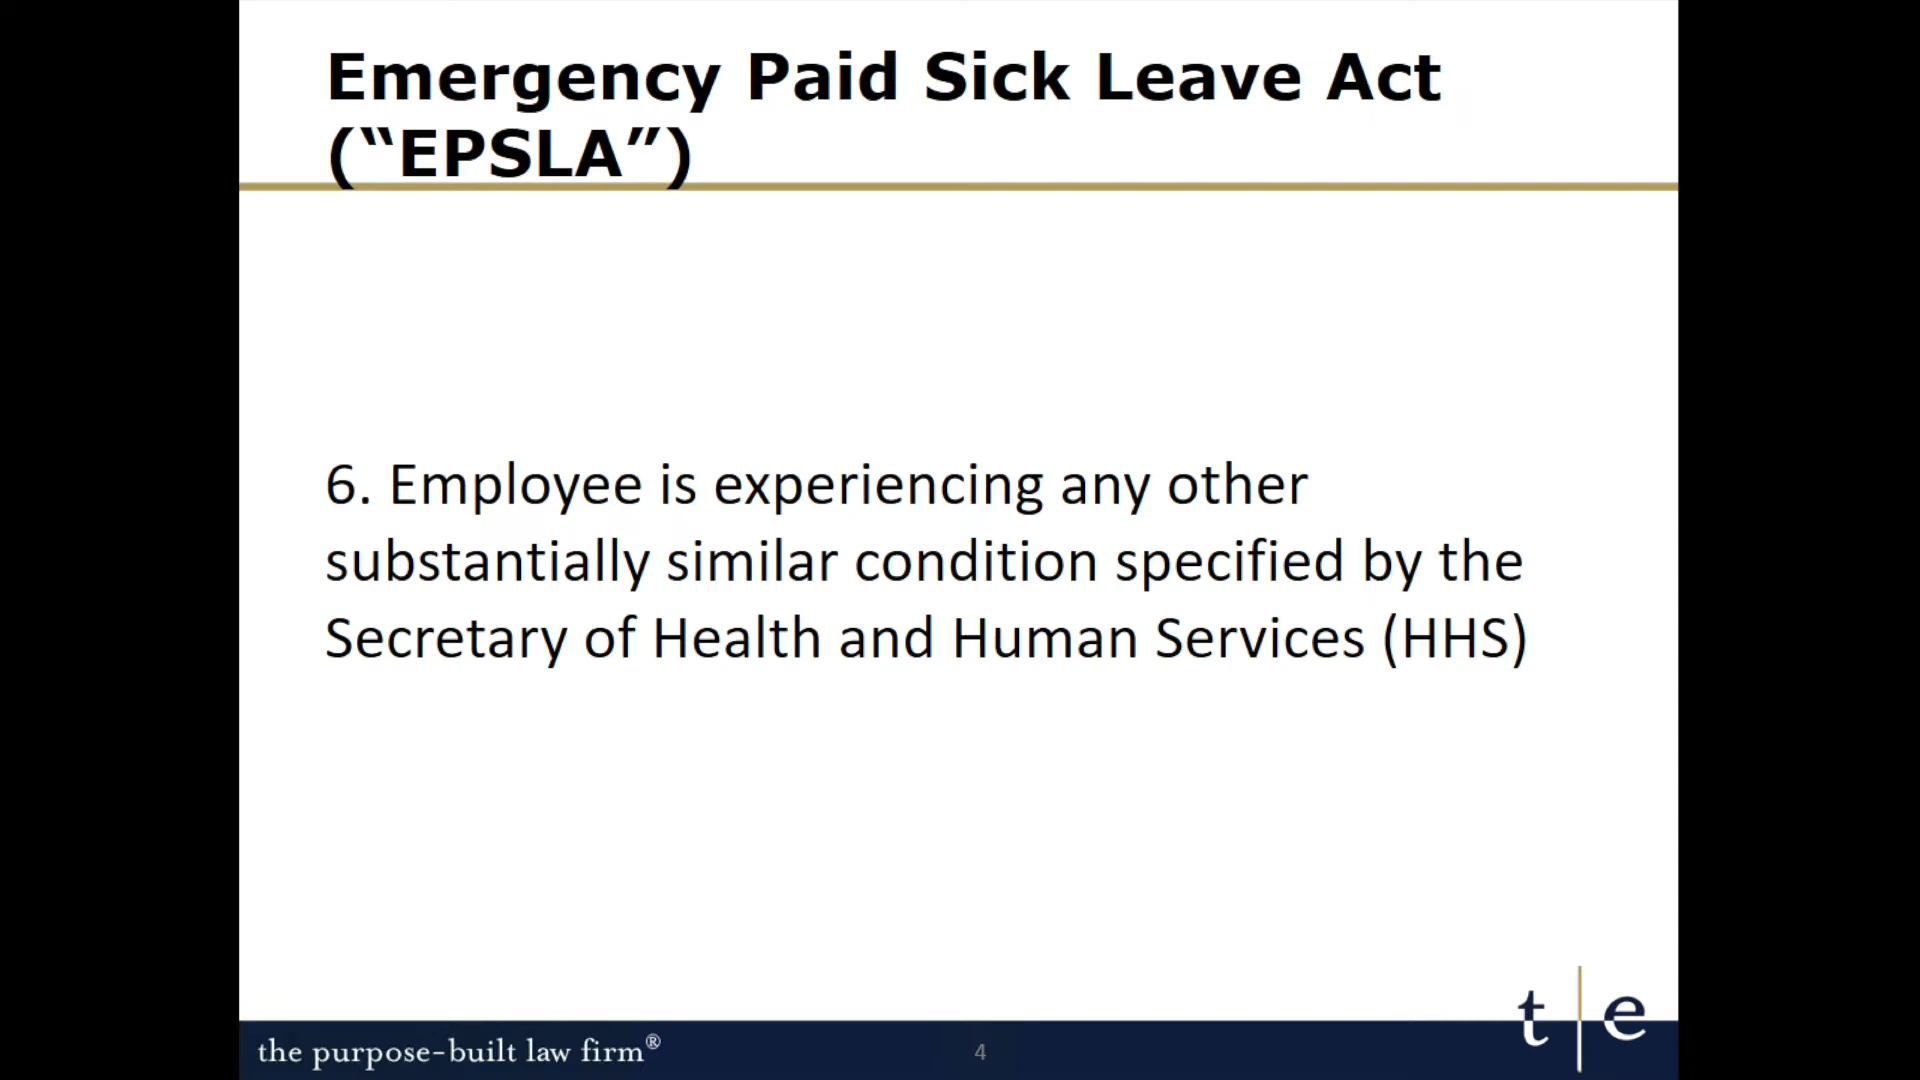 Emergency Paid Sick Leave Act
(“EPSLA”)
6. Employee is experiencing any other
substantially similar condition specified by the
Secretary of Health and Human Services (HHS)
the purpose-built law firm®
4
t|e